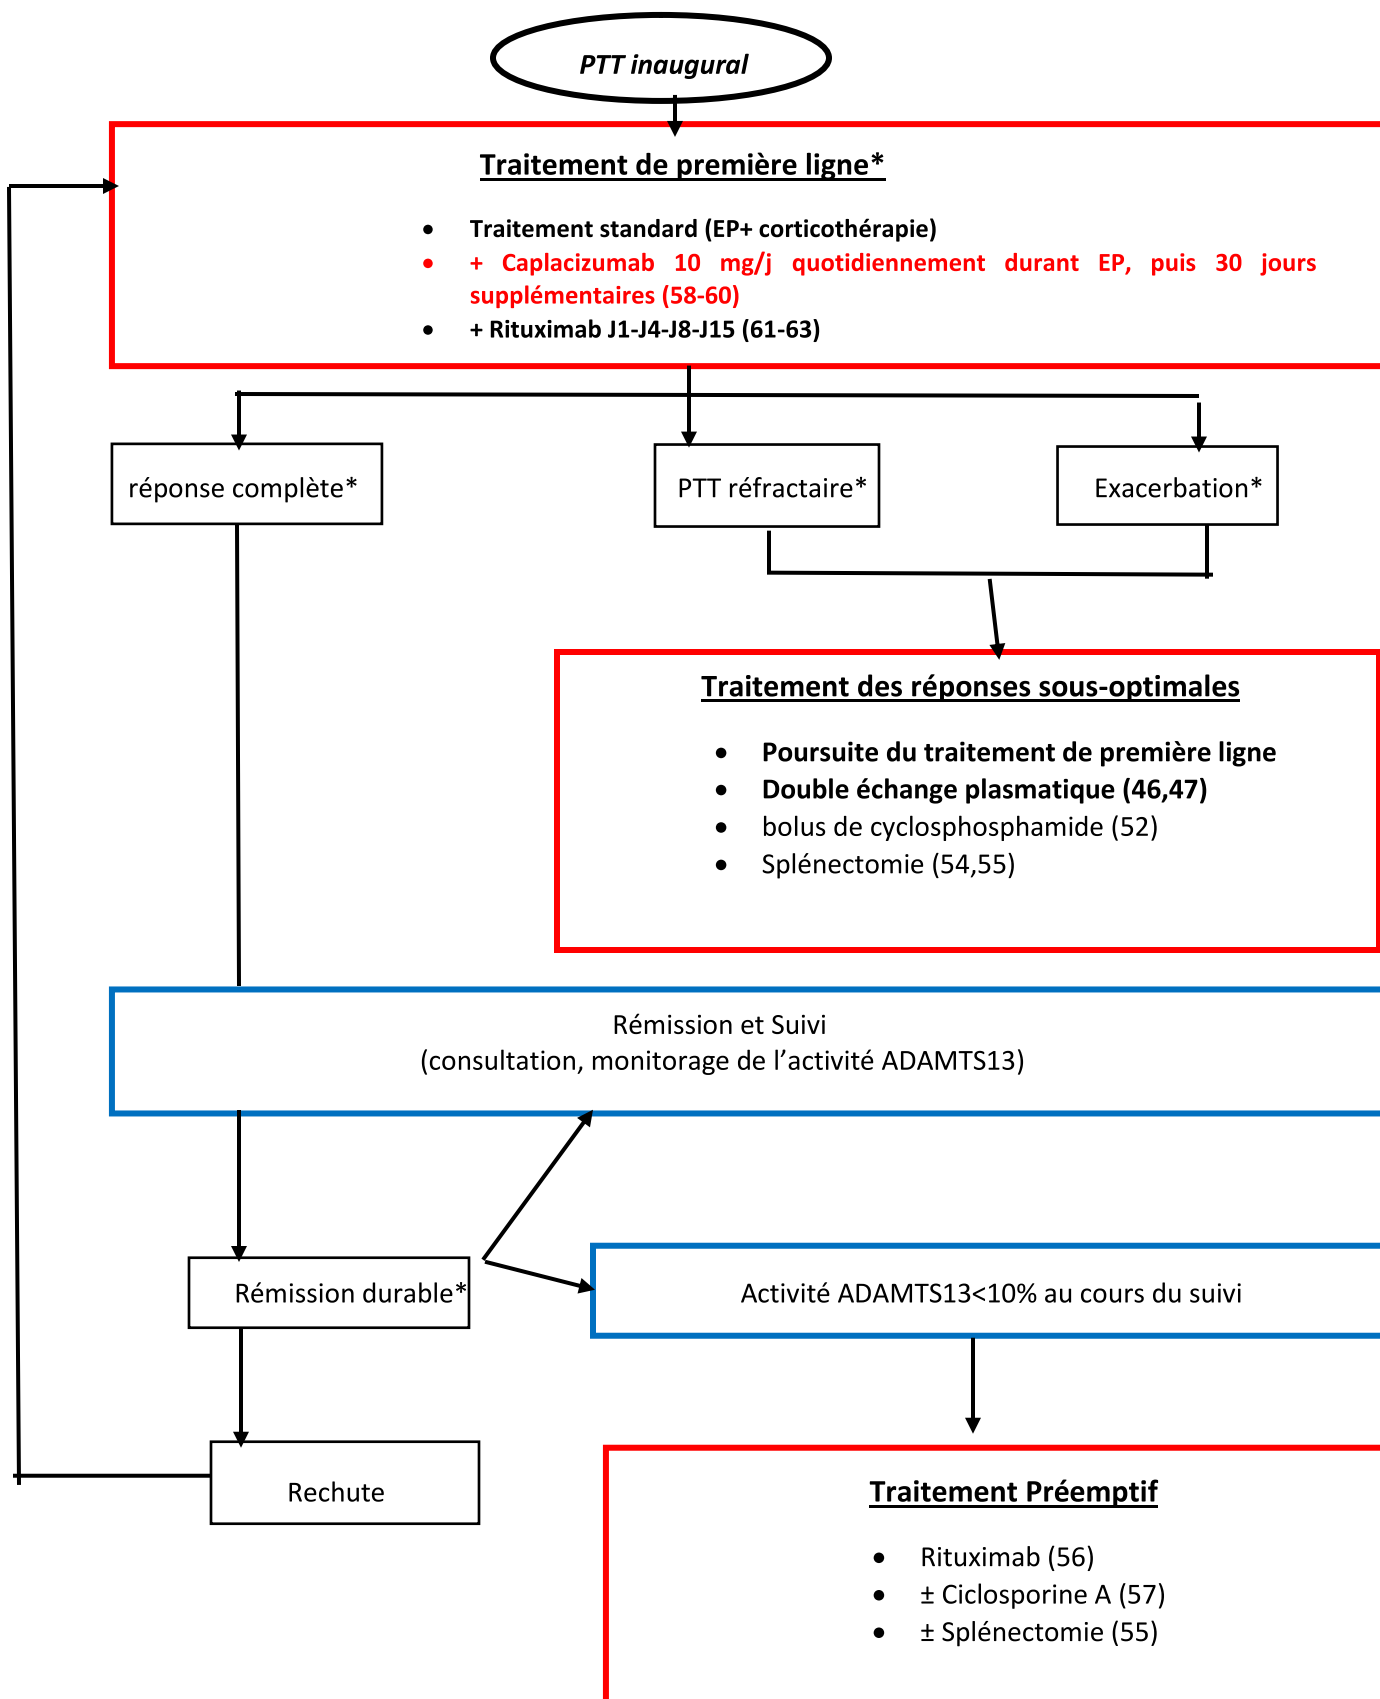 PTT inaugural
Traitement de première ligne*
• Traitement standard (EP+ corticothérapie)
• + Caplacizumab 10 mg/j quotidiennement durant EP, puis 30 jours
supplémentaires (58-60)
• + Rituximab J1-J4-J8-J15 (61-63)
réponse complète*
PTT réfractaire*
Exacerbation*
Traitement des réponses sous-optimales
• Poursuite du traitement de première ligne
• Double échange plasmatique (46,47)
• bolus de cyclosphosphamide (52)
• Splénectomie (54,55)
Rémission et Suivi
(consultation, monitorage de l’activité ADAMTS13)
Rémission durable*
Activité ADAMTS13<10% au cours du suivi
Rechute
Traitement Préemptif
• Rituximab (56)
• ± Ciclosporine A (57)
• ± Splénectomie (55)